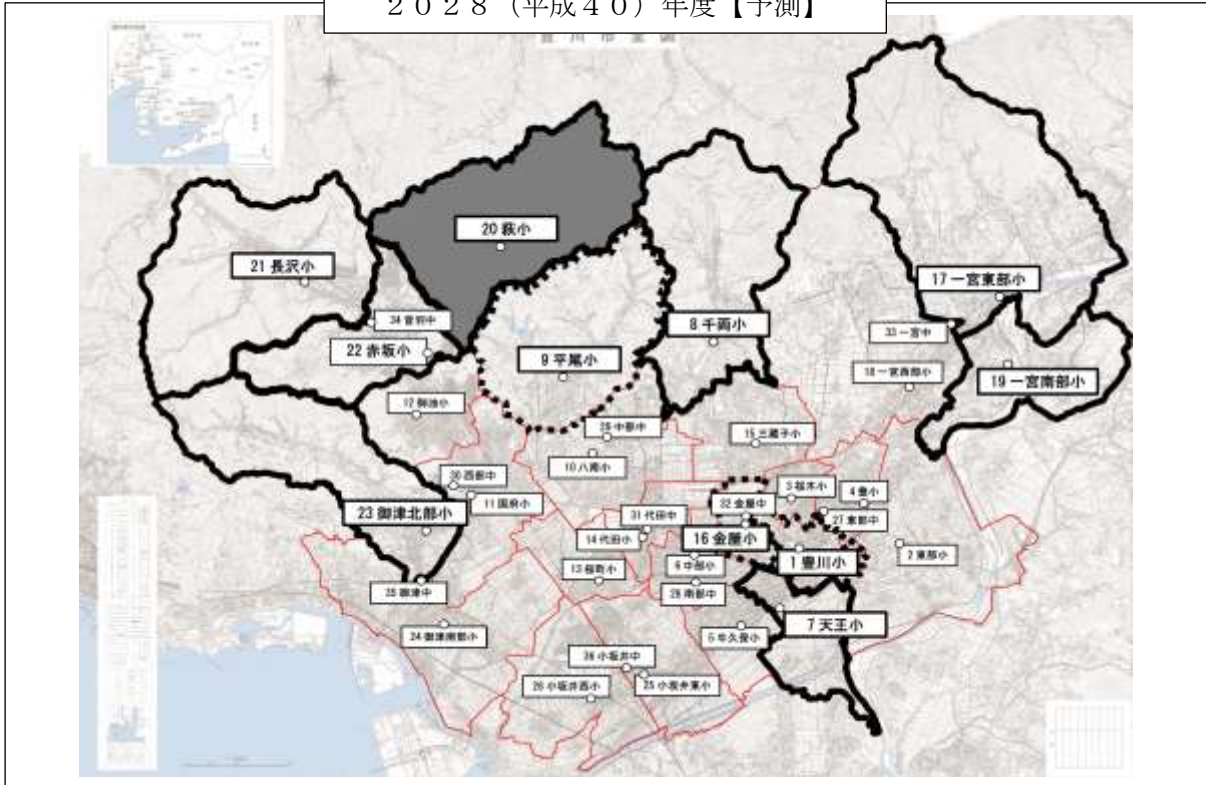 ２０２８（平成４０）年度【予測】
豊川市全図
20 萩小
21 長沢小
17 一宮東部小
34 音羽中
8 千両小
33 一宮中
22 赤坂小
9 平尾小
18 一宮西部小
19 一宮南部小
12 御油小
29 中部中
15 三蔵子小
10 八南小
30 西部中
3 桜木小
4 豊小
11 国府小
32 金屋中
23 御津北部小
31 代田中
27 東部中
16 金屋小
14 代田小
2 東部小
6 中部小
1 豊川小
13 桜町小
35 御津中
28 南部中
7 天王小
24 御津南部小
5 牛久保小
36 小坂井中
26 小坂井西小
25 小坂井東小